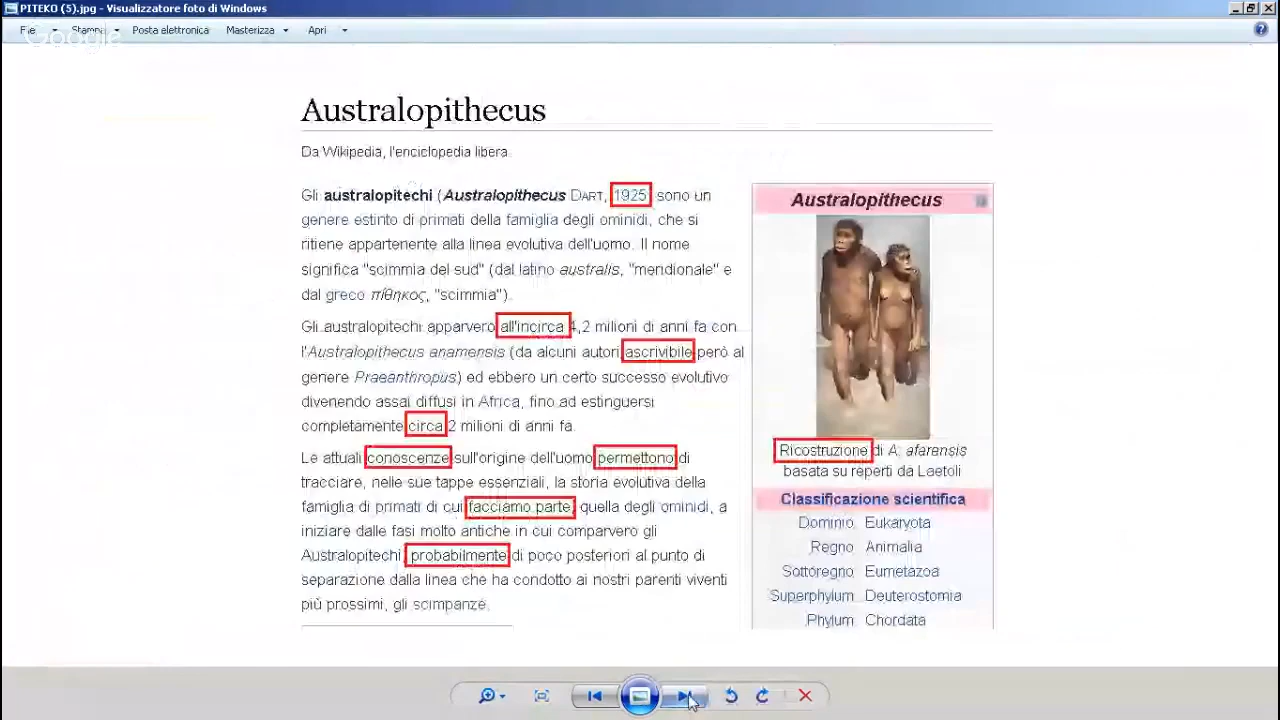 PITEKO (5).jpg - Visualizzatore foto di Windows
File Stampa Posta elettronica Masterizza Apri
Google
Australopithecus
Da Wikipedia, l'enciclopedia libera
Gli australopitechi (Australopithecus DART, 1925) sono un
genere estinto di primati della famiglia degli ominidi, che si
ritiene appartenente alla linea evolutiva dell'uomo. Il nome
significa "scimmia del sud" (dal latino australis, "meridionale" e
dal greco πίθηκος, "scimmia").
Gli australopitechi apparvero all'incirca 4,2 milioni di anni fa con
l'Australopithecus anamensis (da alcuni autori ascrivibile però al
genere Praeanthropus) ed ebbero un certo successo evolutivo
divenendo assai diffusi in Africa, fino ad estinguersi
completamente circa 2 milioni di anni fa.
Le attuali conoscenze sull'origine dell'uomo permettono di
tracciare, nelle sue tappe essenziali, la storia evolutiva della
famiglia di primati di cui facciamo parte, quella degli ominidi, a
iniziare dalle fasi molto antiche in cui comparvero gli
Australopitechi, probabilmente di poco posteriori al punto di
separazione dalla linea che ha condotto ai nostri parenti viventi
più prossimi, gli scimpanzé.
Australopithecus
Ricostruzione di A. afarensis
basata su reperti da Laetoli
Classificazione scientifica
Dominio Eukaryota
Regno Animalia
Sottoregno Eumetazoa
Superphylum Deuterostomia
Phylum Chordata